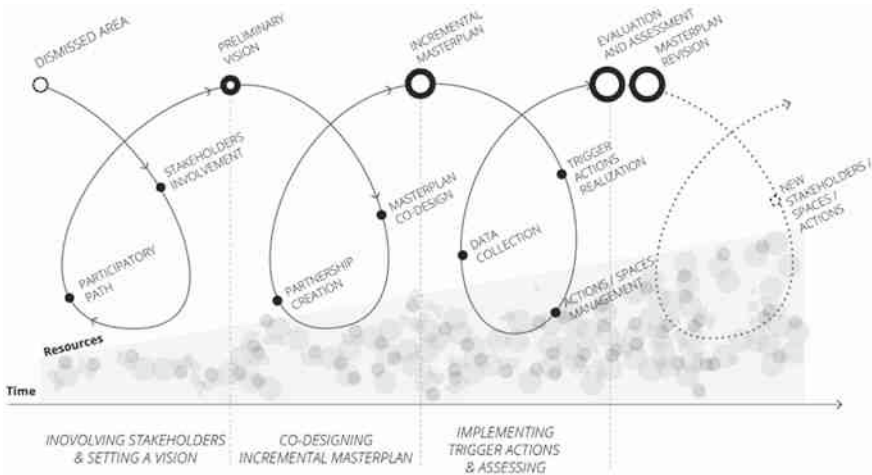 DISMISSED AREA
PRELIMINARY
VISION
INCREMENTAL
MASTERPLAN
EVALUATION
AND ASSESSMENT
MASTERPLAN
REVISION
STAKEHOLDERS
INVOLVEMENT
PARTICIPATORY
PATH
MASTERPLAN
CO-DESIGN
PARTNERSHIP
CREATION
TRIGGER
ACTIONS
REALIZATION
DATA
COLLECTION
ACTIONS / SPACES
MANAGEMENT
NEW
STAKEHOLDERS /
SPACES /
ACTIONS
Resources
Time
INOVOLVING STAKEHOLDERS
& SETTING A VISION
CO-DESIGNING
INCREMENTAL MASTERPLAN
IMPLEMENTING
TRIGGER ACTIONS
& ASSESSING